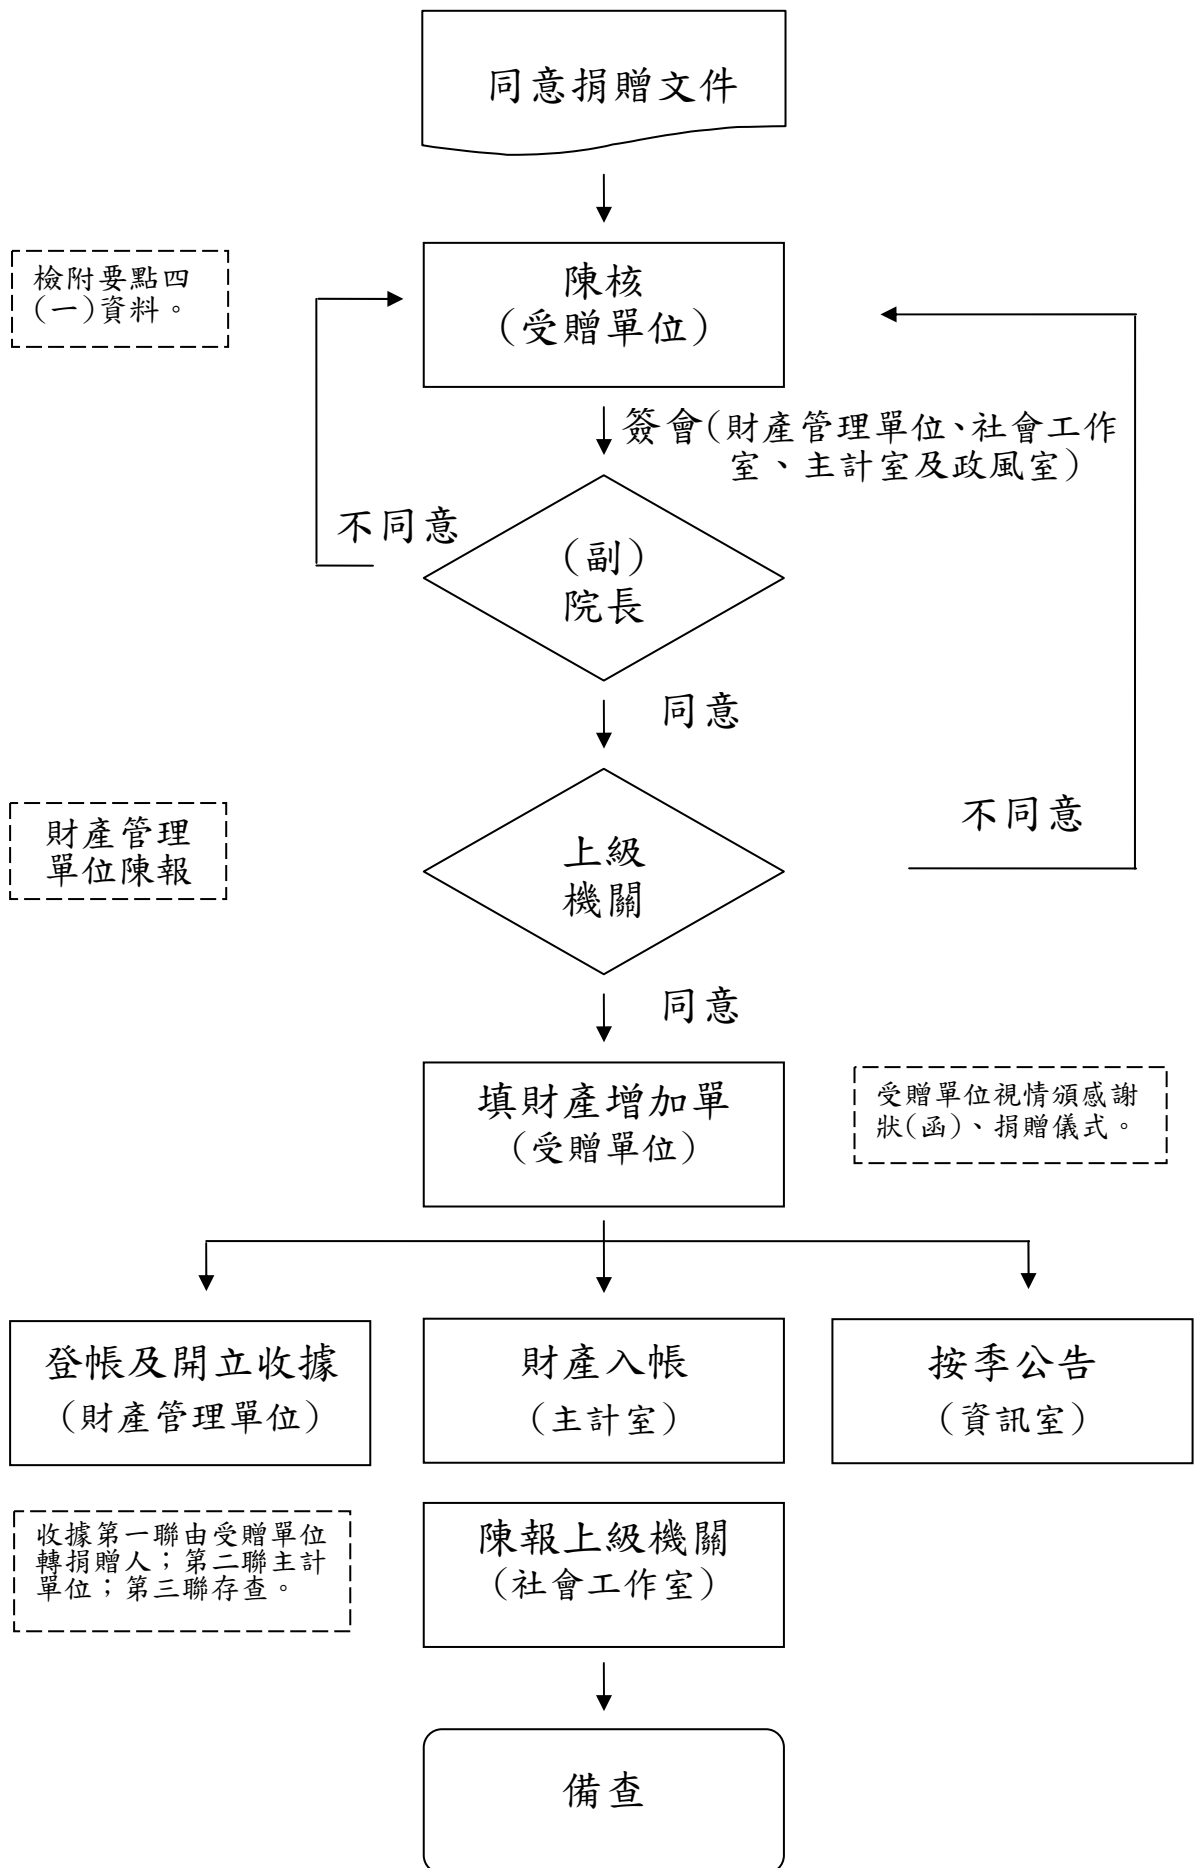 同意捐贈文件
檢附要點四
(一)資料。
陳核
(受贈單位)
簽會(財產管理單位、社會工作
室、主計室及政風室)
不同意
(副)
院長
同意
財產管理
單位陳報
上級
機關
不同意
同意
填財產增加單
(受贈單位)
受贈單位視情頒感謝
狀(函)、捐贈儀式。
登帳及開立收據
(財產管理單位)
財產入帳
(主計室)
按季公告
(資訊室)
收據第一聯由受贈單位
轉捐贈人；第二聯主計
單位；第三聯存查。
陳報上級機關
(社會工作室)
備查